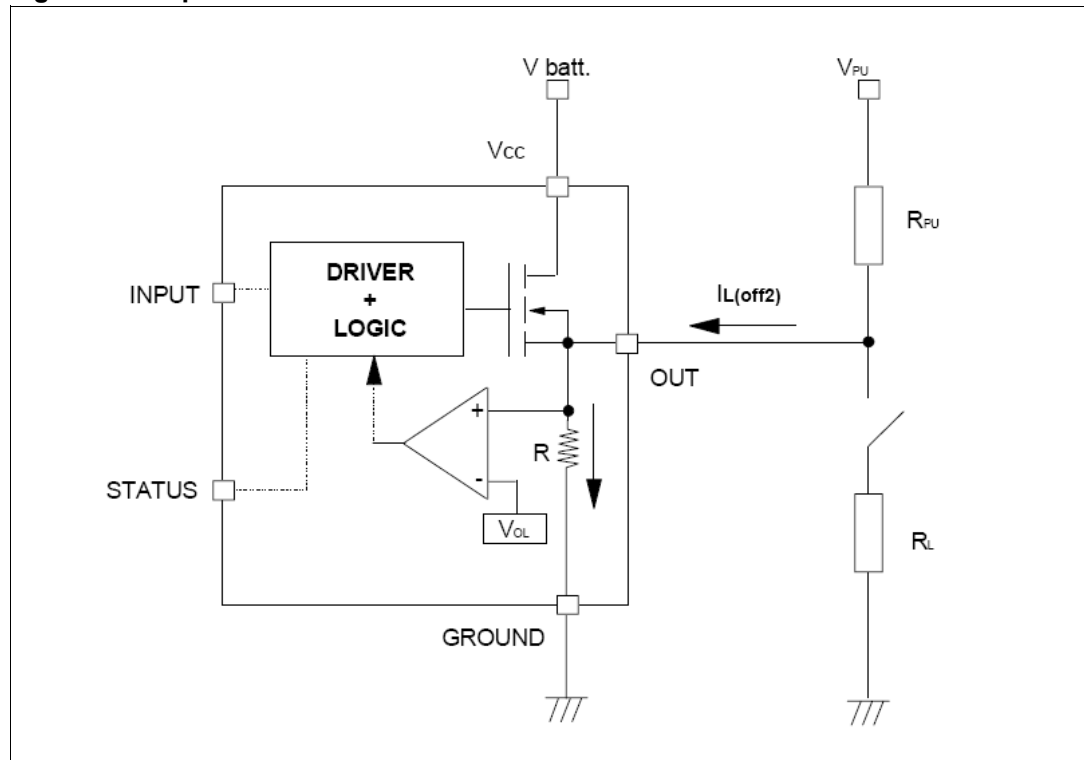 V batt.
VPU
Vcc
RPU
DRIVER
+
LOGIC
INPUT
IL(off2)
OUT
+
R
-
STATUS
VOL
RL
GROUND